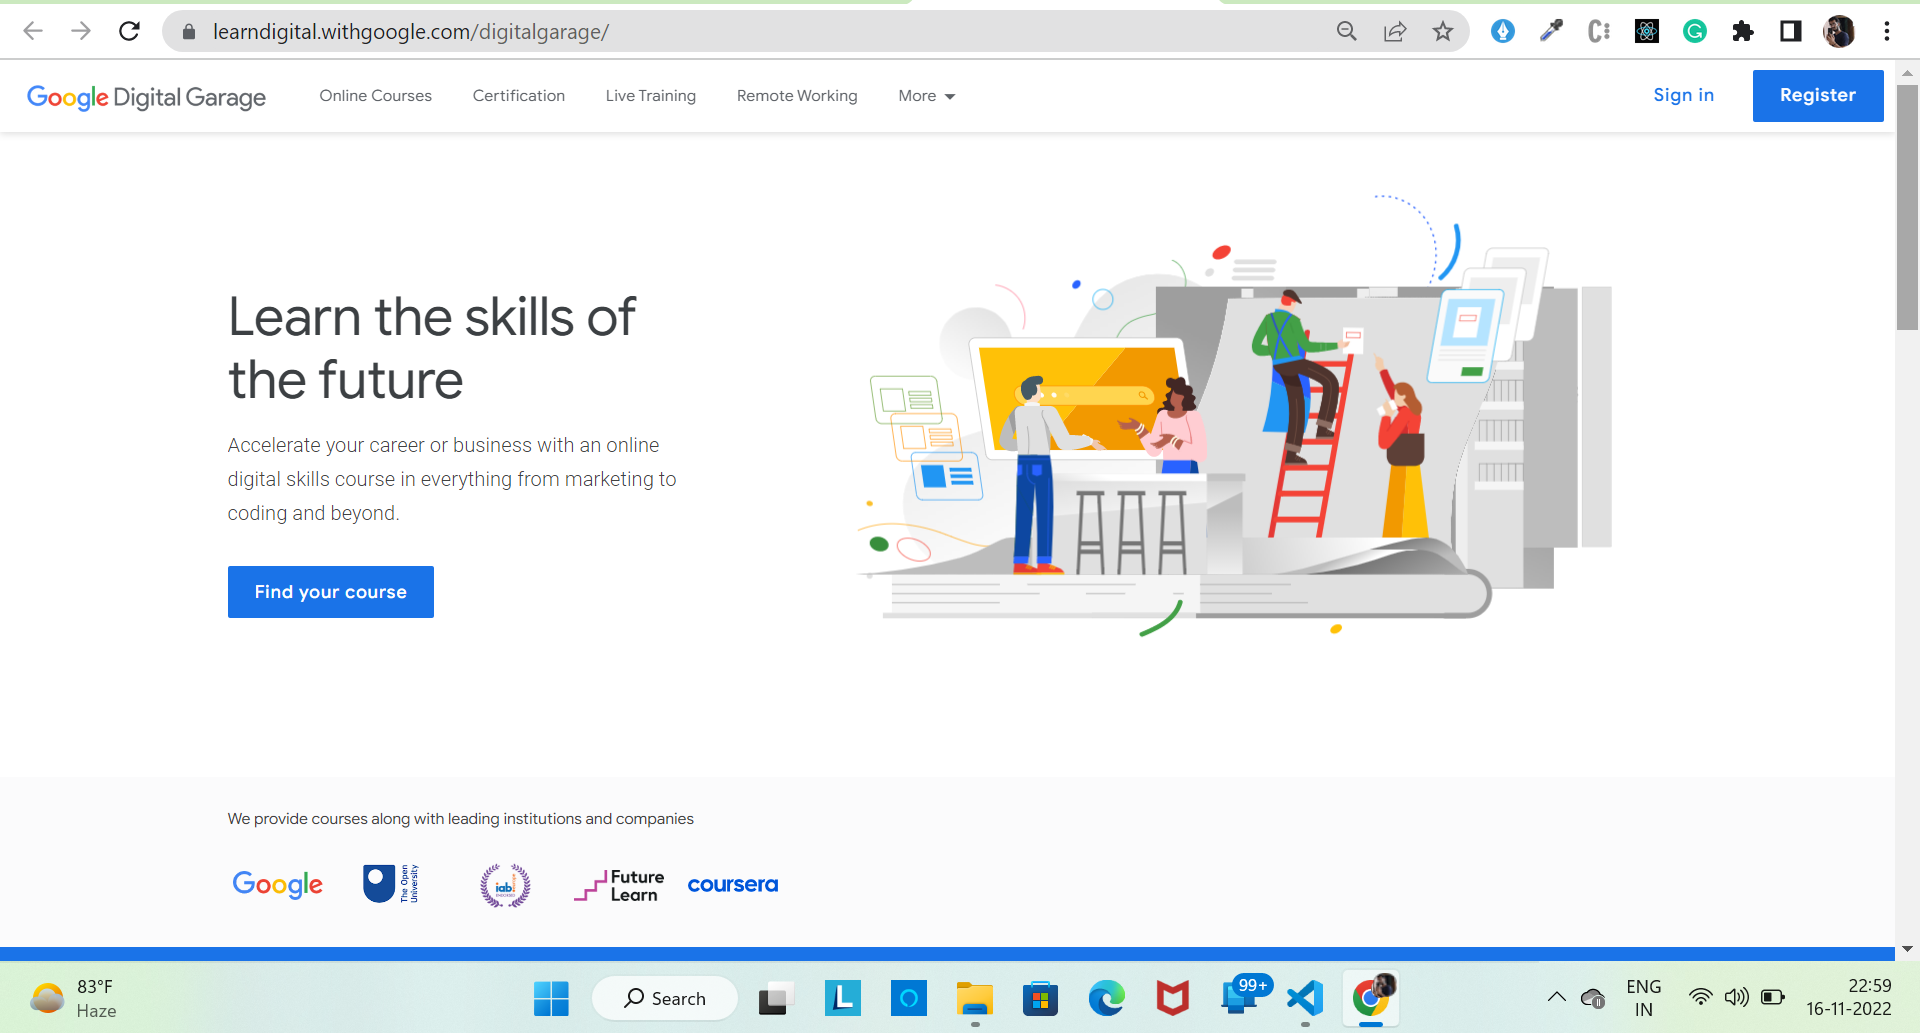 learndigital.withgoogle.com/digitalgarage/
Google Digital Garage
Online Courses
Certification
Live Training
Remote Working
More
Sign in
Register
Learn the skills of
the future
Accelerate your career or business with an online
digital skills course in everything from marketing to
coding and beyond.
Find your course
We provide courses along with leading institutions and companies
Google
The Open
University
iab
Future
Learn
coursera
83°F
Haze
Search
L
99+
ENG
IN
22:59
16-11-2022